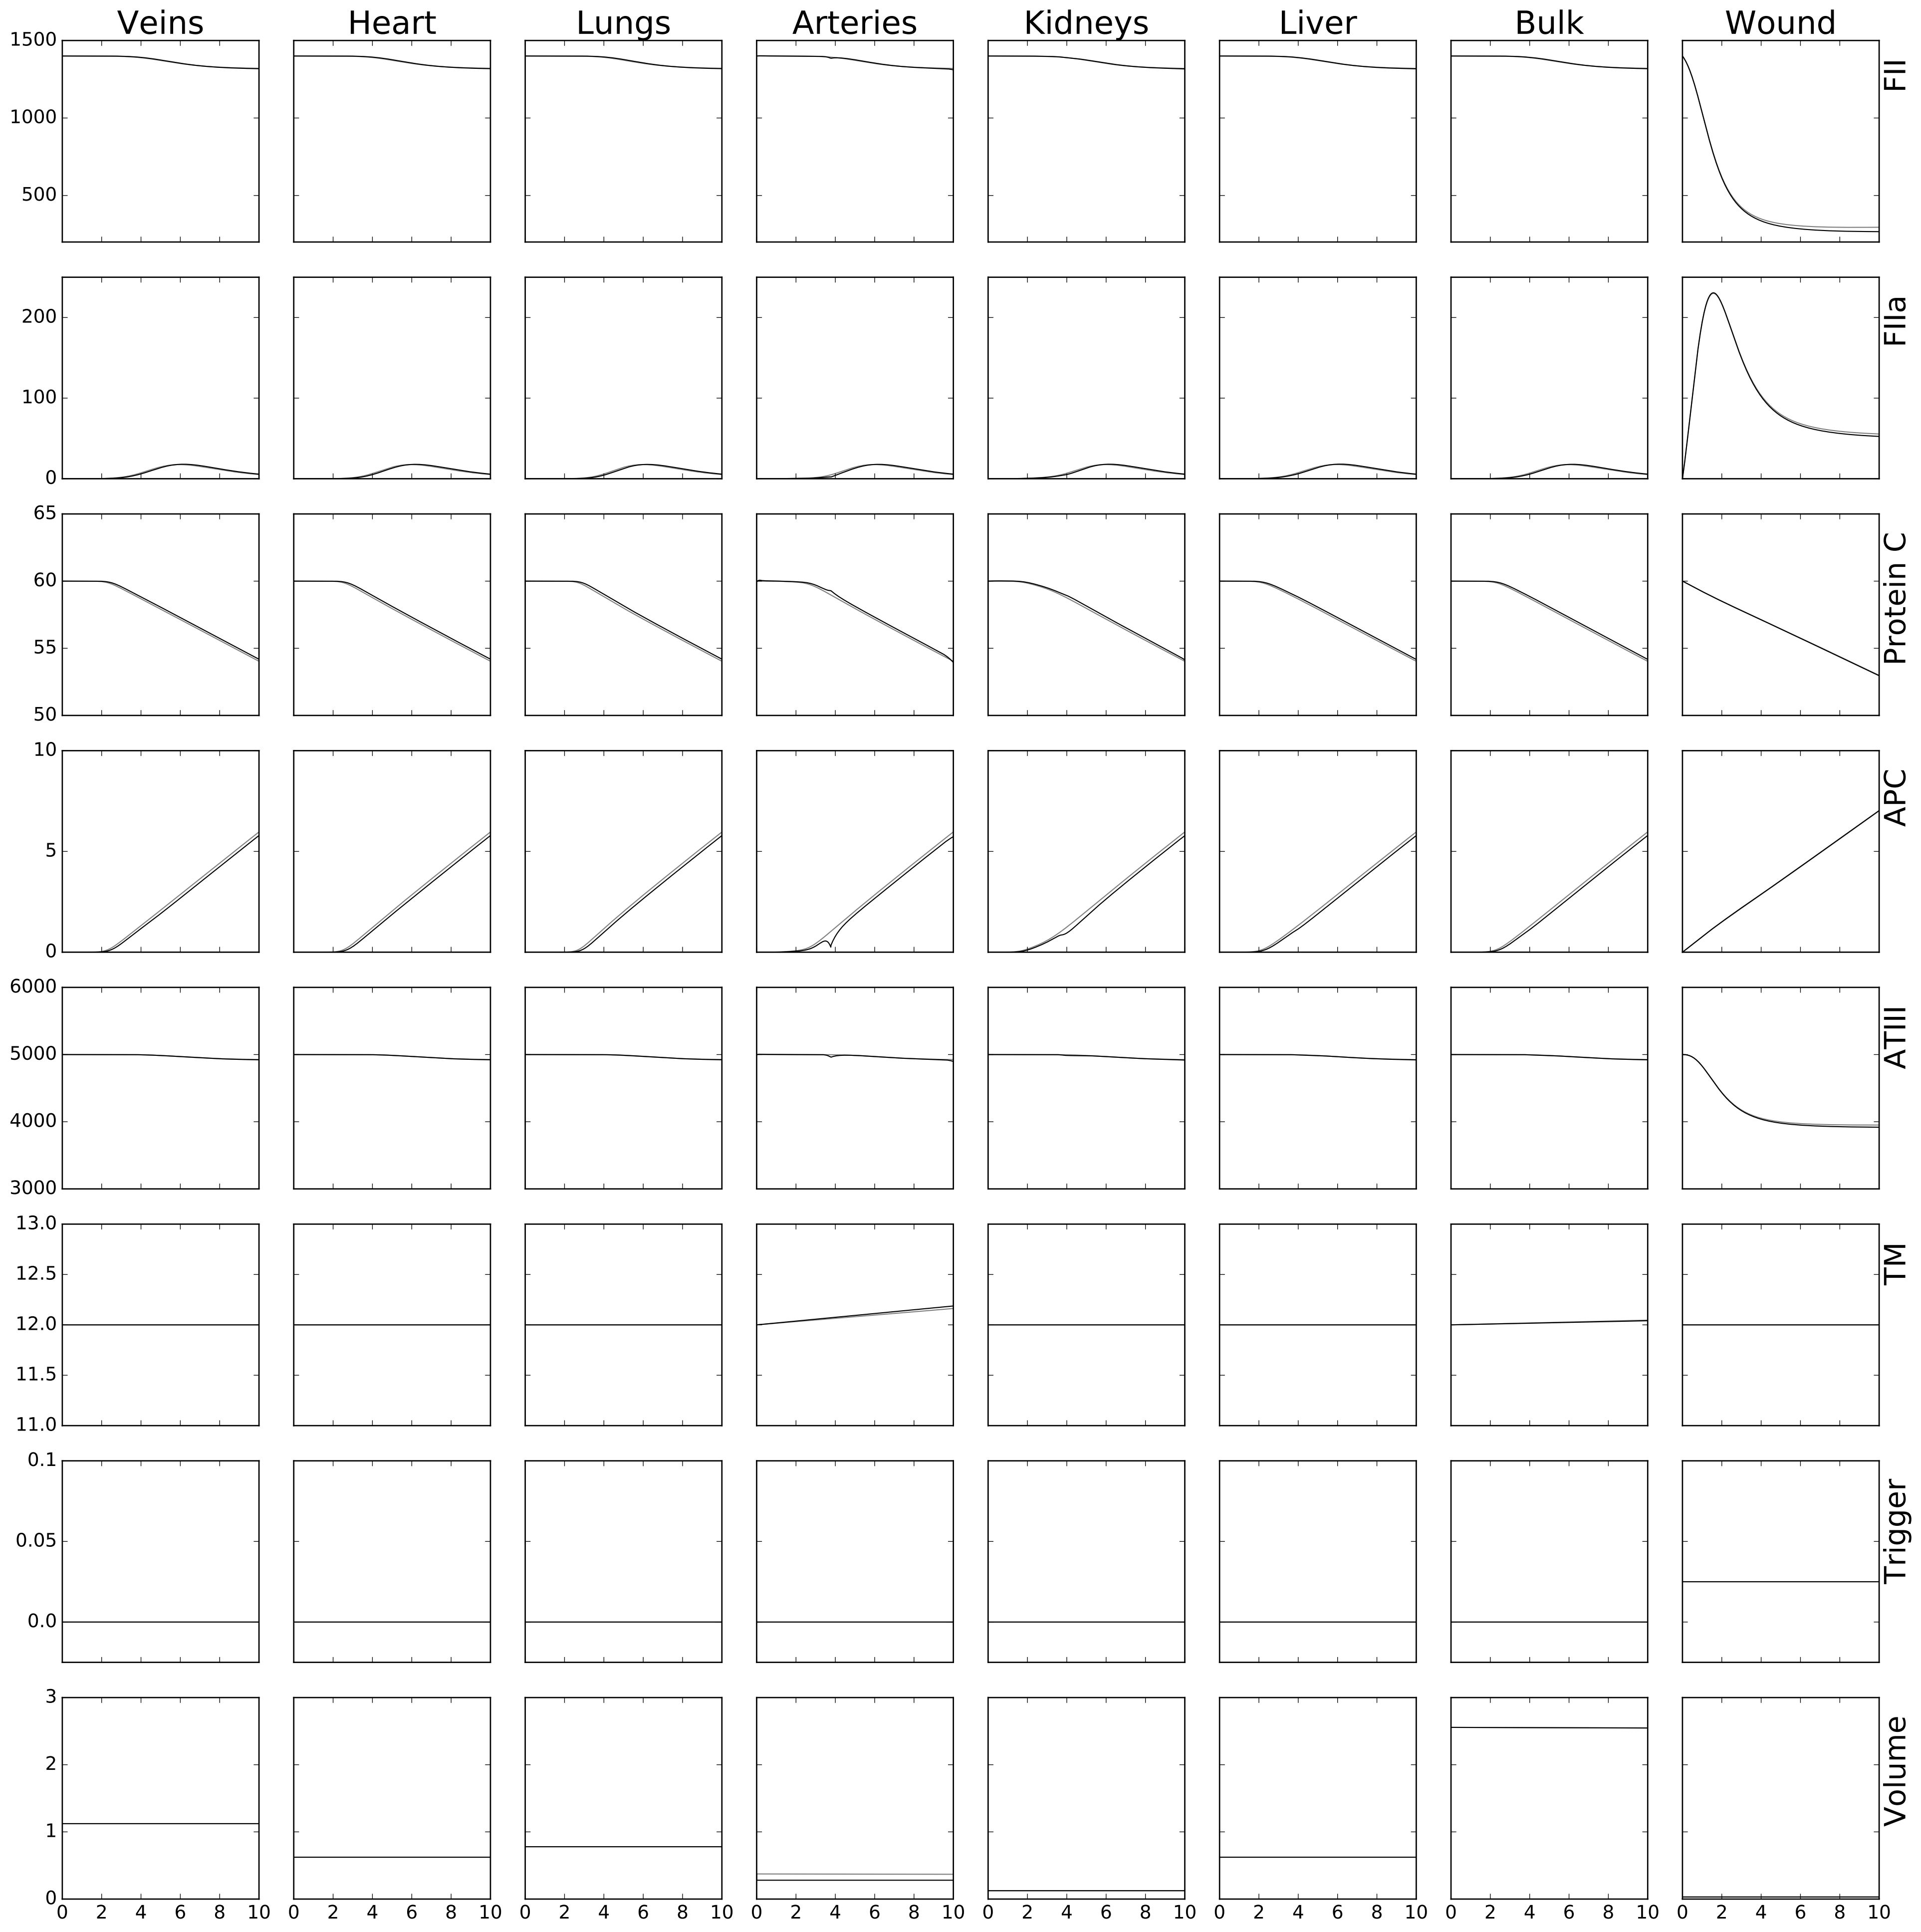 Veins Heart Lungs Arteries Kidneys Liver Bulk Wound
1500
1000
500
FII
200
100
0
FIIa
65
60
55
50
Protein C
10
5
0
APC
6000
5000
4000
3000
ATIII
13.0
12.5
12.0
11.5
11.0
TM
0.1
0.05
0.0
Trigger
3
2
1
0
Volume
0 2 4 6 8 10 0 2 4 6 8 10 0 2 4 6 8 10 0 2 4 6 8 10 0 2 4 6 8 10 0 2 4 6 8 10 0 2 4 6 8 10 0 2 4 6 8 10